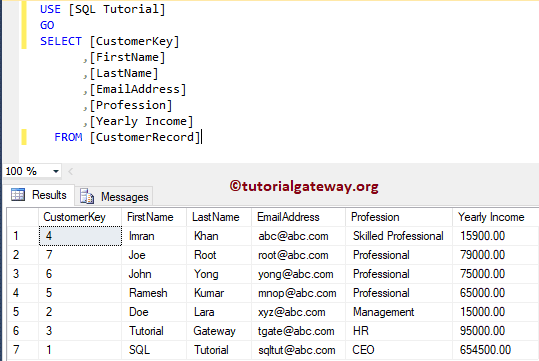 USE [SQL Tutorial]
GO
SELECT [CustomerKey]
,[FirstName]
,[LastName]
,[EmailAddress]
,[Profession]
,[Yearly Income]
FROM [CustomerRecord]
100 %
Results Messages
©tutorialgateway.org
CustomerKey FirstName LastName EmailAddress Profession Yearly Income
1 4 Imran Khan abc@abc.com Skilled Professional 15900.00
2 7 Joe Root root@abc.com Professional 79000.00
3 6 John Yong yong@abc.com Professional 75000.00
4 5 Ramesh Kumar mnop@abc.com Professional 65000.00
5 2 Doe Lara xyz@abc.com Management 15000.00
6 3 Tutorial Gateway tgate@abc.com HR 95000.00
7 1 SQL Tutorial sqltut@abc.com CEO 654500.00